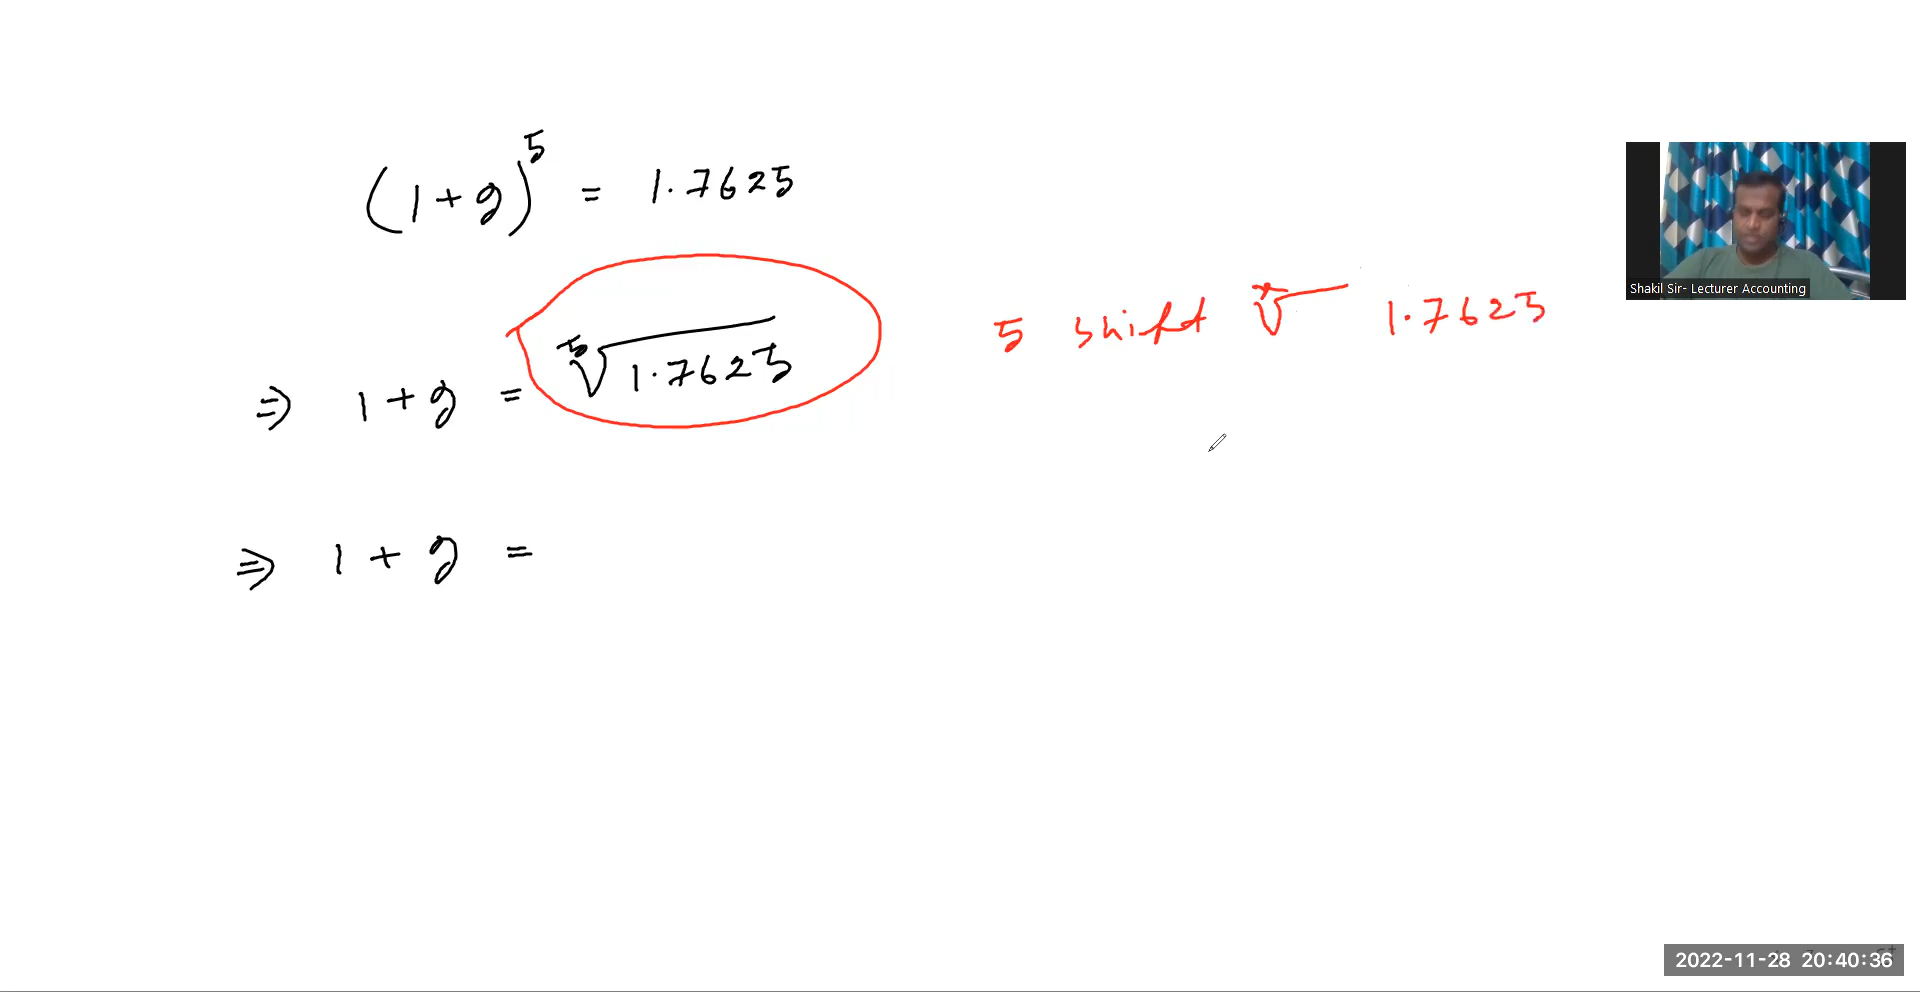 (1+g)^5 = 1.7625
⇒ 1+g = ⁵√1.7625
5 shift ˣ√ 1.7625
⇒ 1 + g =
Shakil Sir- Lecturer Accounting
2022-11-28 20:40:36